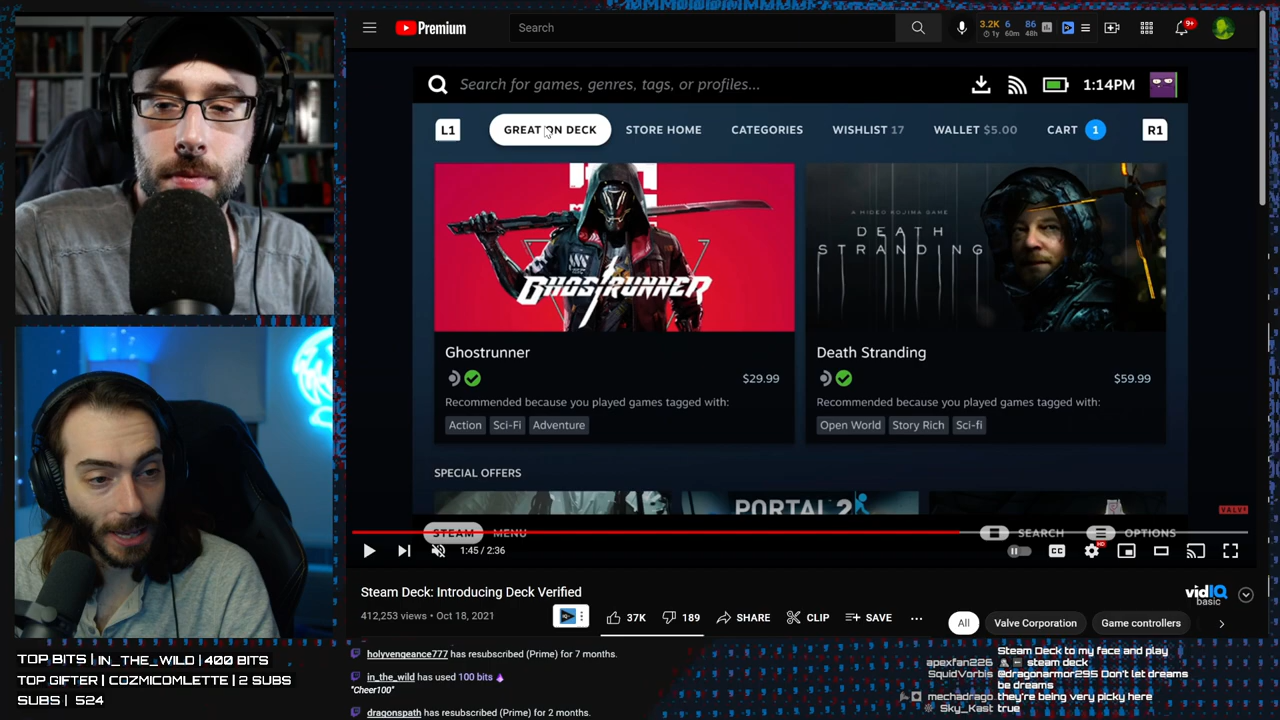 Premium
Search
3.2K 6 86
1y 60m 48h
9+
Search for games, genres, tags, or profiles...
1:14PM
L1
GREAT ON DECK
STORE HOME
CATEGORIES
WISHLIST 17
WALLET $5.00
CART 1
R1
GHOSTRUNNER
A HIDEO KOJIMA GAME
DEATH
STRANDING
Ghostrunner
Death Stranding
$29.99
$59.99
Recommended because you played games tagged with:
Recommended because you played games tagged with:
Action Sci-Fi Adventure
Open World Story Rich Sci-fi
SPECIAL OFFERS
PORTAL 2
VALVE
STEAM MENU
SEARCH OPTIONS
1:45 / 2:36
CC
HD
Steam Deck: Introducing Deck Verified
412,253 views • Oct 18, 2021
37K
189
SHARE
CLIP
SAVE
vidIQ
basic
All
Valve Corporation
Game controllers
TOP BITS | IN_THE_WILD | 400 BITS
TOP GIFTER | COZMICOMLETTE | 2 SUBS
SUBS | 524
holyvengeance777 has resubscribed (Prime) for 7 months.
in_the_wild has used 100 bits
"Cheer100"
dragonspath has resubscribed (Prime) for 2 months.
Steam Deck to my face and play
apexfan226 steam deck
SquidVorbis @dragonarmor295 Don't let dreams
be dreams
mechadrago they're being very picky here
Sky_Kast true